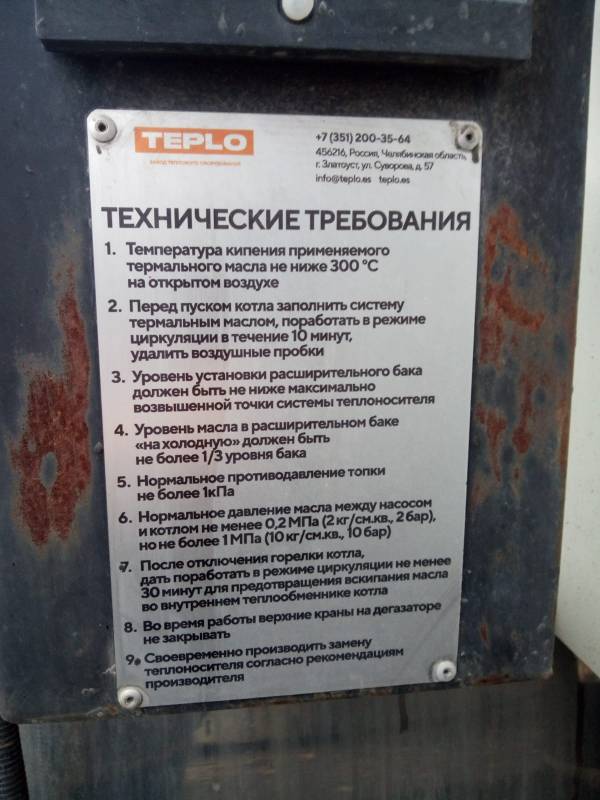 TEPLO
ЗАВОД ТЕПЛОВОГО ОБОРУДОВАНИЯ
+7 (351) 200-35-64
456216, Россия, Челябинская область,
г. Златоуст, ул. Суворова, д. 57
info@teplo.es teplo.es
ТЕХНИЧЕСКИЕ ТРЕБОВАНИЯ
1. Температура кипения применяемого
термального масла не ниже 300 °С
на открытом воздухе
2. Перед пуском котла заполнить систему
термальным маслом, поработать в режиме
циркуляции в течение 10 минут,
удалить воздушные пробки
3. Уровень установки расширительного бака
должен быть не ниже максимально
возвышенной точки системы теплоносителя
4. Уровень масла в расширительном баке
«на холодную» должен быть
не более 1/3 уровня бака
5. Нормальное противодавление топки
не более 1кПа
6. Нормальное давление масла между насосом
и котлом не менее 0,2 МПа (2 кг/см.кв., 2 бар),
но не более 1 МПа (10 кг/см.кв., 10 бар)
7. После отключения горелки котла,
дать поработать в режиме циркуляции не менее
30 минут для предотвращения вскипания масла
во внутреннем теплообменнике котла
8. Во время работы верхние краны на дегазаторе
не закрывать
9. Своевременно производить замену
теплоносителя согласно рекомендациям
производителя